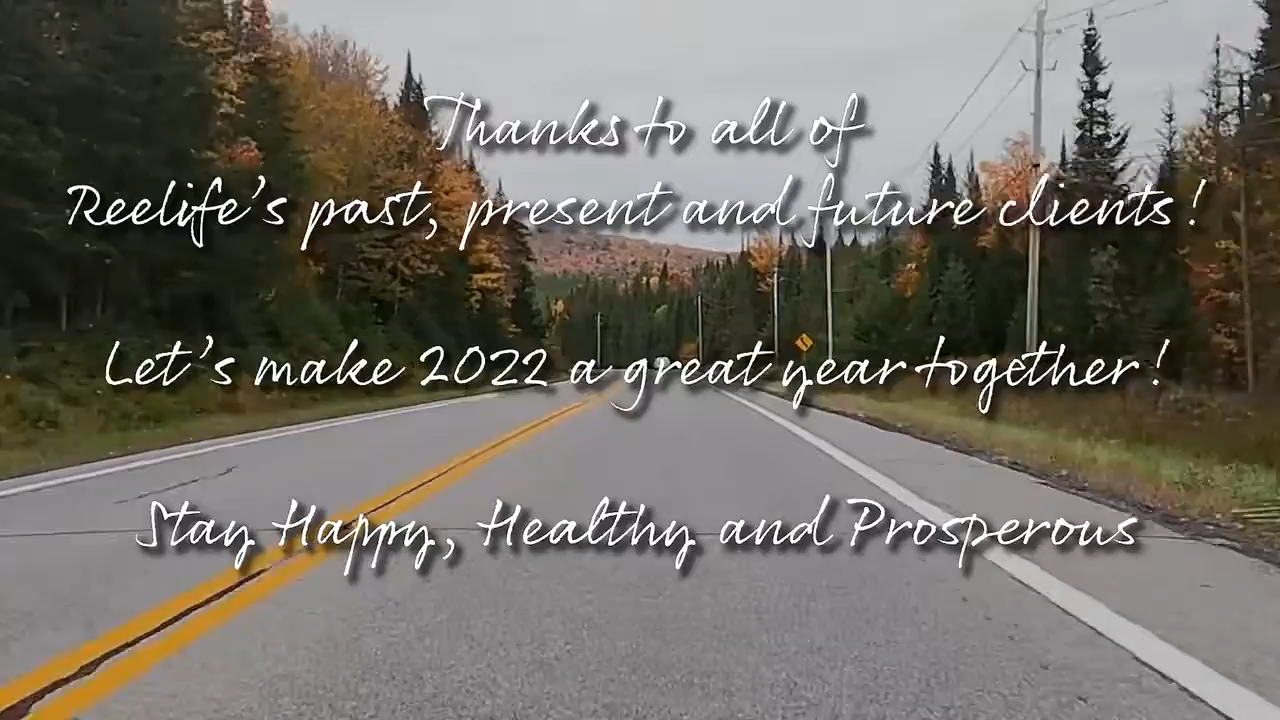 Thanks to all of
Reelife's past, present and future clients!
Let's make 2022 a great year together!
Stay Happy, Healthy and Prosperous